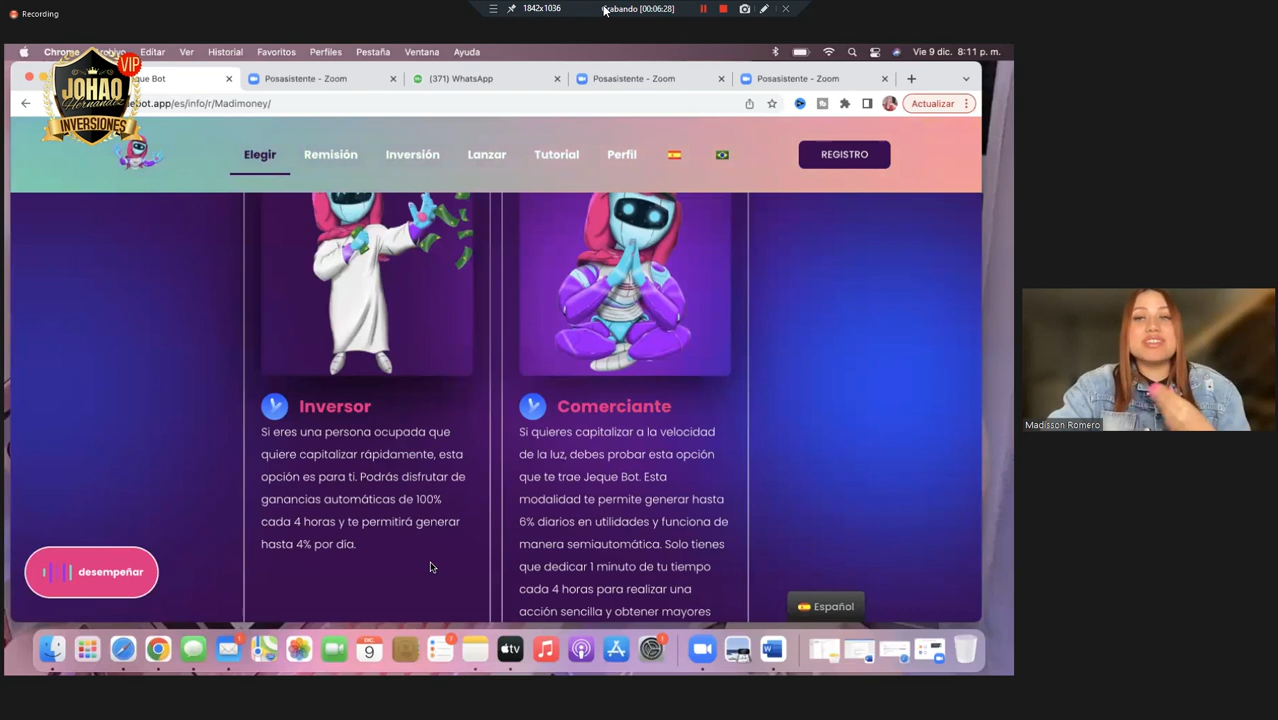 Recording
1842x1036
Grabando [00:06:28]
Chrome Archivo Editar Ver Historial Favoritos Perfiles Pestaña Ventana Ayuda
Vie 9 dic. 8:11 p. m.
que Bot
Posasistente - Zoom
(371) WhatsApp
Posasistente - Zoom
Posasistente - Zoom
ebot.app/es/info/r/Madimoney/
Actualizar
VIP
JOHAO
Hernández
INVERSIONES
Elegir
Remisión
Inversión
Lanzar
Tutorial
Perfil
REGISTRO
Inversor
Si eres una persona ocupada que
quiere capitalizar rápidamente, esta
opción es para ti. Podrás disfrutar de
ganancias automáticas de 100%
cada 4 horas y te permitirá generar
hasta 4% por día.
Comerciante
Si quieres capitalizar a la velocidad
de la luz, debes probar esta opción
que te trae Jeque Bot. Esta
modalidad te permite generar hasta
6% diarios en utilidades y funciona de
manera semiautomática. Solo tienes
que dedicar 1 minuto de tu tiempo
cada 4 horas para realizar una
acción sencilla y obtener mayores
desempeñar
Español
Madisson Romero
DIC
9
tv